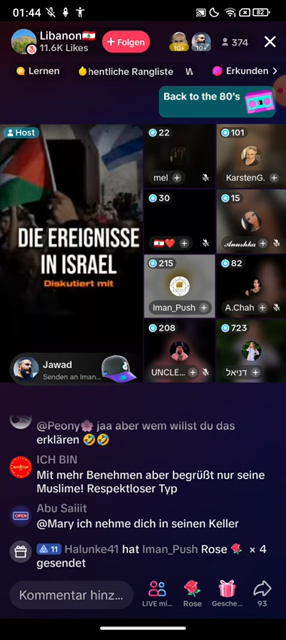 01:44
82
Libanon🇱🇧
11.6K Likes
+ Folgen
10+
10+
374
Lernen
hentliche Rangliste
Erkunden >
Back to the 80's
Host
DIE EREIGNISSE
IN ISRAEL
Diskutiert mit
Jawad
Senden an Iman...
22
mel
101
KarstenG.
30
🇱🇧❤️
15
Anushka
215
Iman_Push
82
A.Chah
208
UNCLE...
723
דניאל
@Peony🌸 jaa aber wem willst du das
erklären 🤣🤣
ICH BIN
Mit mehr Benehmen aber begrüßt nur seine
Muslime! Respektloser Typ
OPEN
Abu Saiiit
@Mary ich nehme dich in seinen Keller
11 Halunke41 hat Iman_Push Rose 🌹 × 4
gesendet
Kommentar hinz...
LIVE mi...
Rose
Gesche...
93